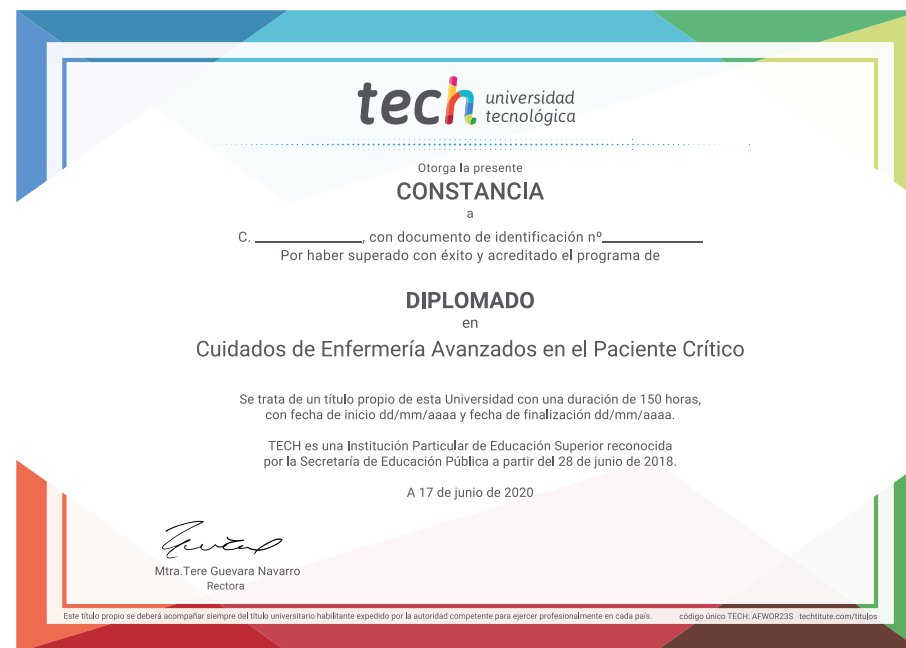 tech universidad
tecnológica
Otorga la presente
CONSTANCIA
a
C. ____________, con documento de identificación nº____________
Por haber superado con éxito y acreditado el programa de
DIPLOMADO
en
Cuidados de Enfermería Avanzados en el Paciente Crítico
Se trata de un título propio de esta Universidad con una duración de 150 horas,
con fecha de inicio dd/mm/aaaa y fecha de finalización dd/mm/aaaa.
TECH es una Institución Particular de Educación Superior reconocida
por la Secretaría de Educación Pública a partir del 28 de junio de 2018.
A 17 de junio de 2020
Mtra.Tere Guevara Navarro
Rectora
Este título propio se deberá acompañar siempre del título universitario habilitante expedido por la autoridad competente para ejercer profesionalmente en cada país. código único TECH: AFWOR23S techtitute.com/titulos